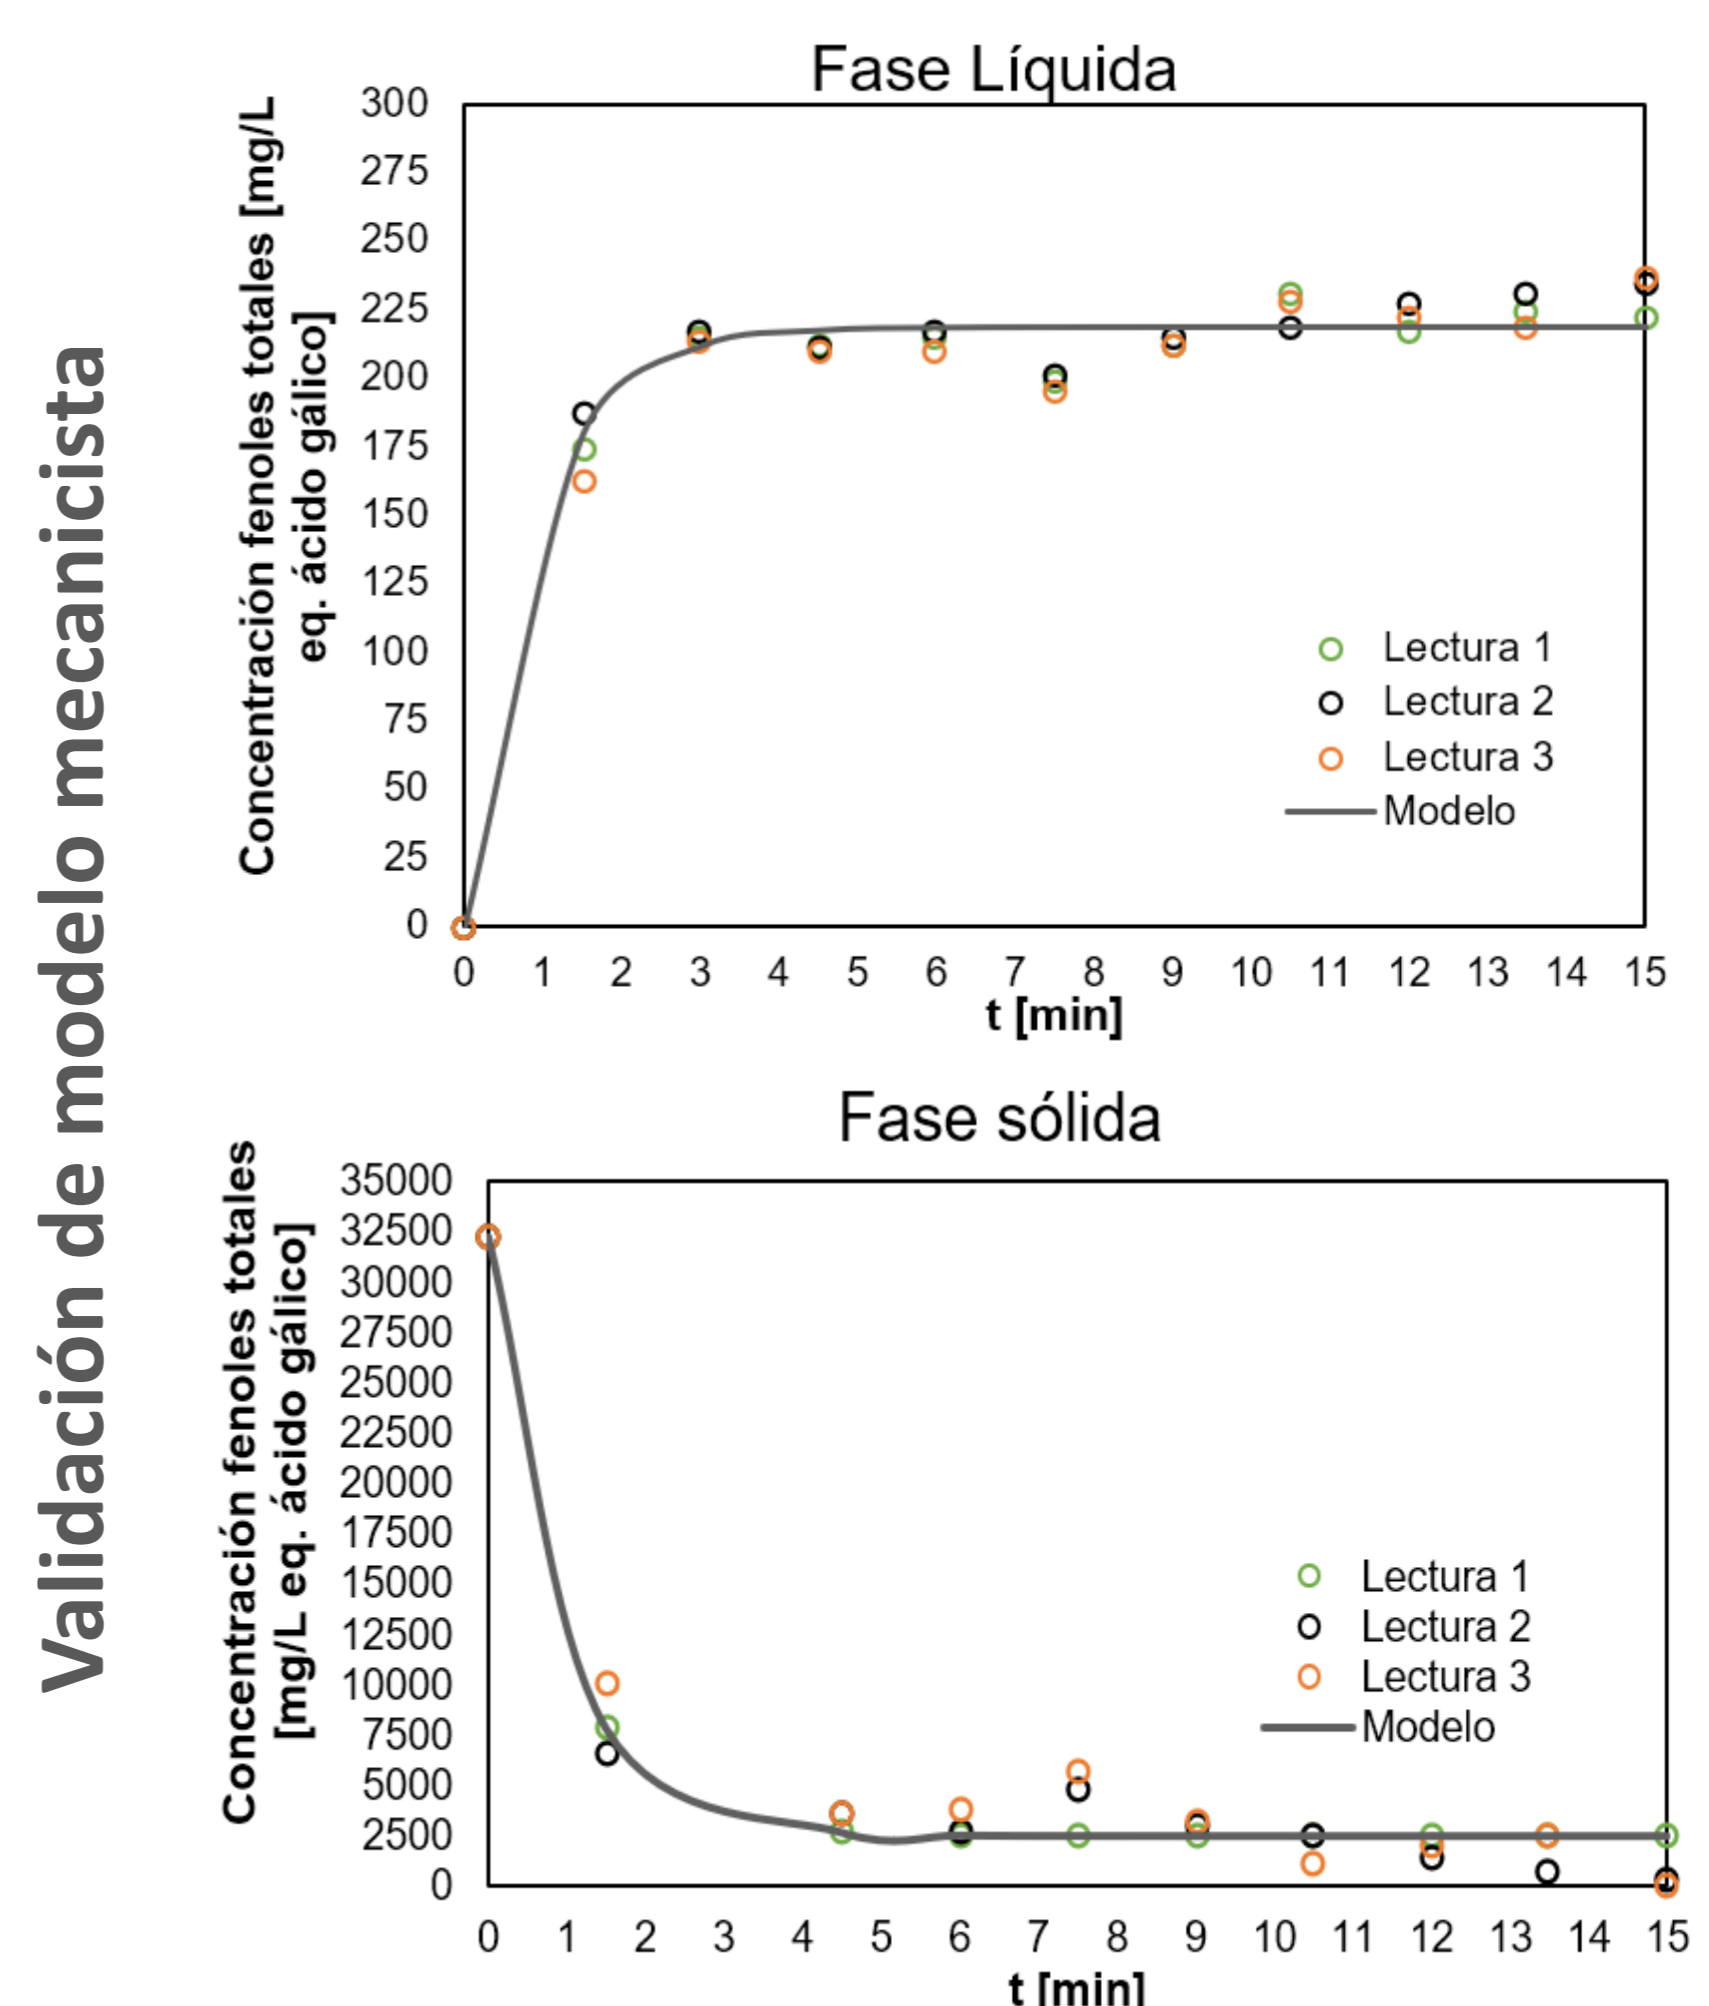 Validación de modelo mecanicista
Fase Líquida
Concentración fenoles totales [mg/L
eq. ácido gálico]
300
275
250
225
200
175
150
125
100
75
50
25
0
Lectura 1
Lectura 2
Lectura 3
Modelo
0 1 2 3 4 5 6 7 8 9 10 11 12 13 14 15
t [min]
Fase sólida
Concentración fenoles totales
[mg/L eq. ácido gálico]
35000
32500
30000
27500
25000
22500
20000
17500
15000
12500
10000
7500
5000
2500
0
Lectura 1
Lectura 2
Lectura 3
Modelo
0 1 2 3 4 5 6 7 8 9 10 11 12 13 14 15
t [min]